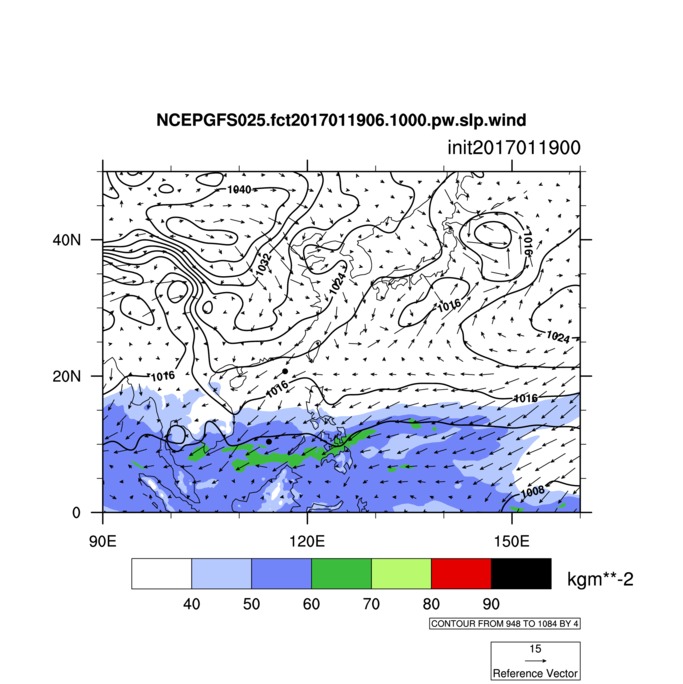 NCEPGFS025.fct2017011906.1000.pw.slp.wind
init2017011900
1040
40N
1032
1016
1024
1016
1024
20N
1016
1016
1016
1008
0
90E 120E 150E
40 50 60 70 80 90
kgm**-2
CONTOUR FROM 948 TO 1084 BY 4
15
Reference Vector